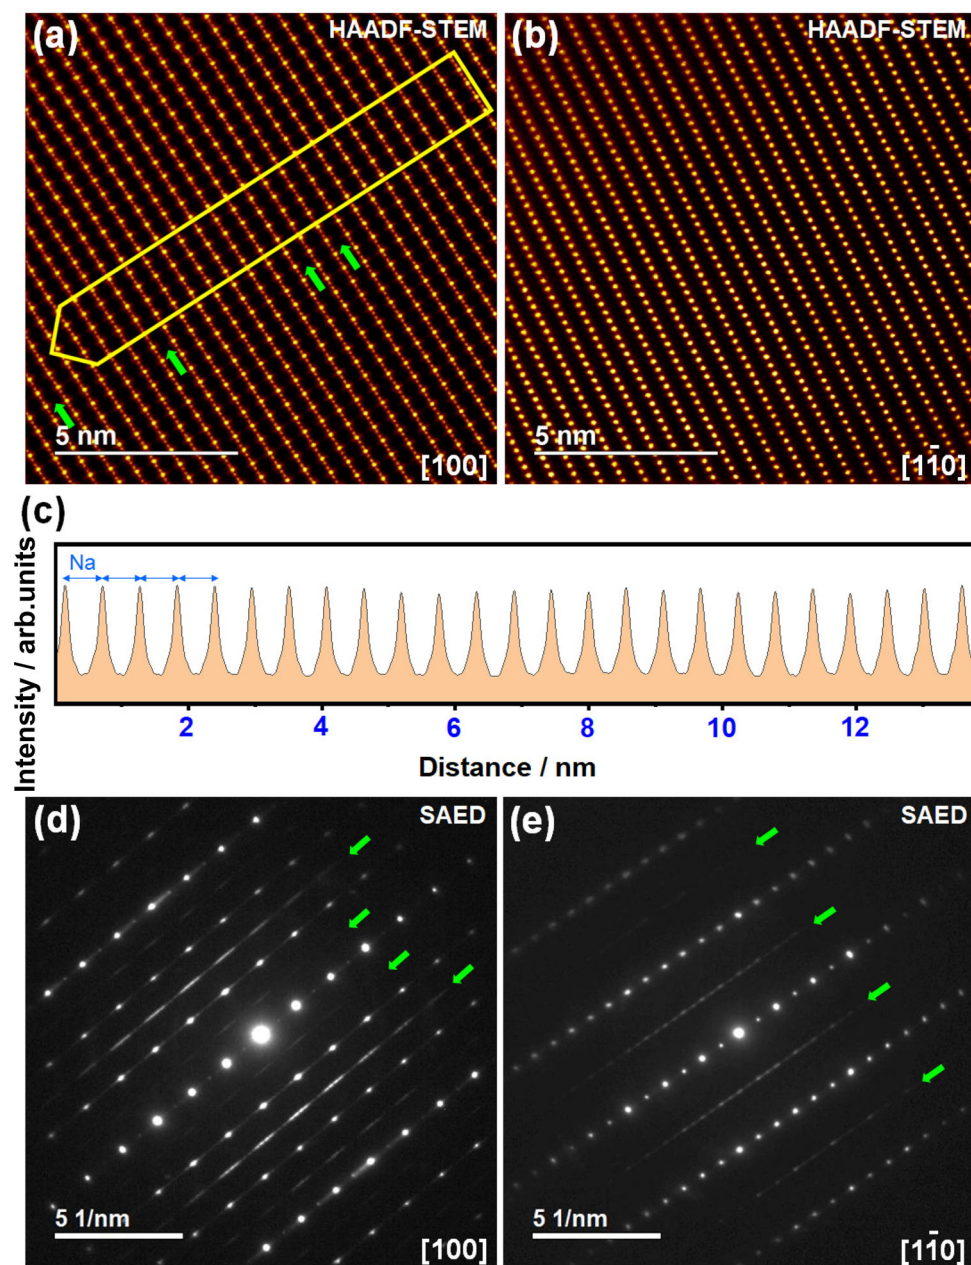 (a) HAADF-STEM
5 nm
[100]
(b) HAADF-STEM
5 nm
[11̄0]
(c)
Intensity / arb.units
Na
2 4 6 8 10 12
Distance / nm
(d) SAED
5 1/nm
[100]
(e) SAED
5 1/nm
[11̄0]